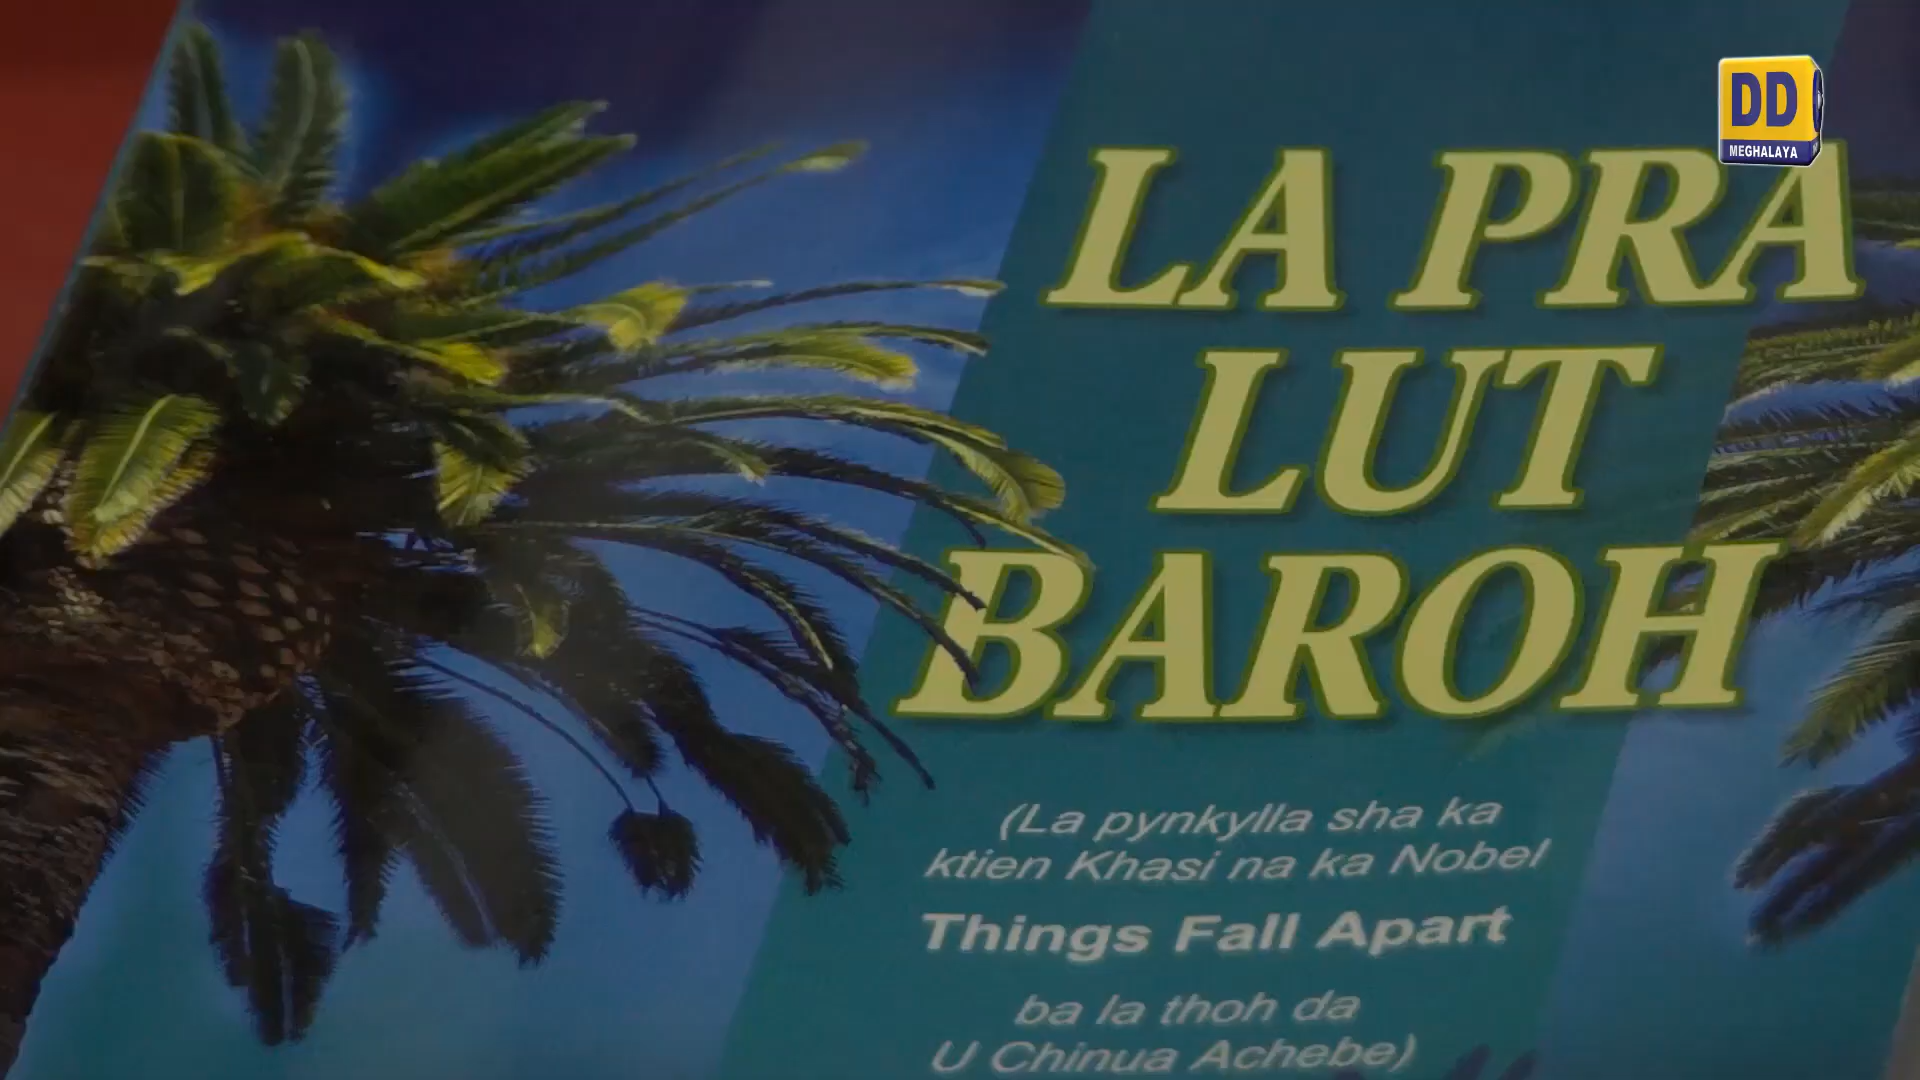 DD
MEGHALAYA
LA PRA
LUT
BAROH
(La pynkylla sha ka
ktien Khasi na ka Nobel
Things Fall Apart
ba la thoh da
U Chinua Achebe)